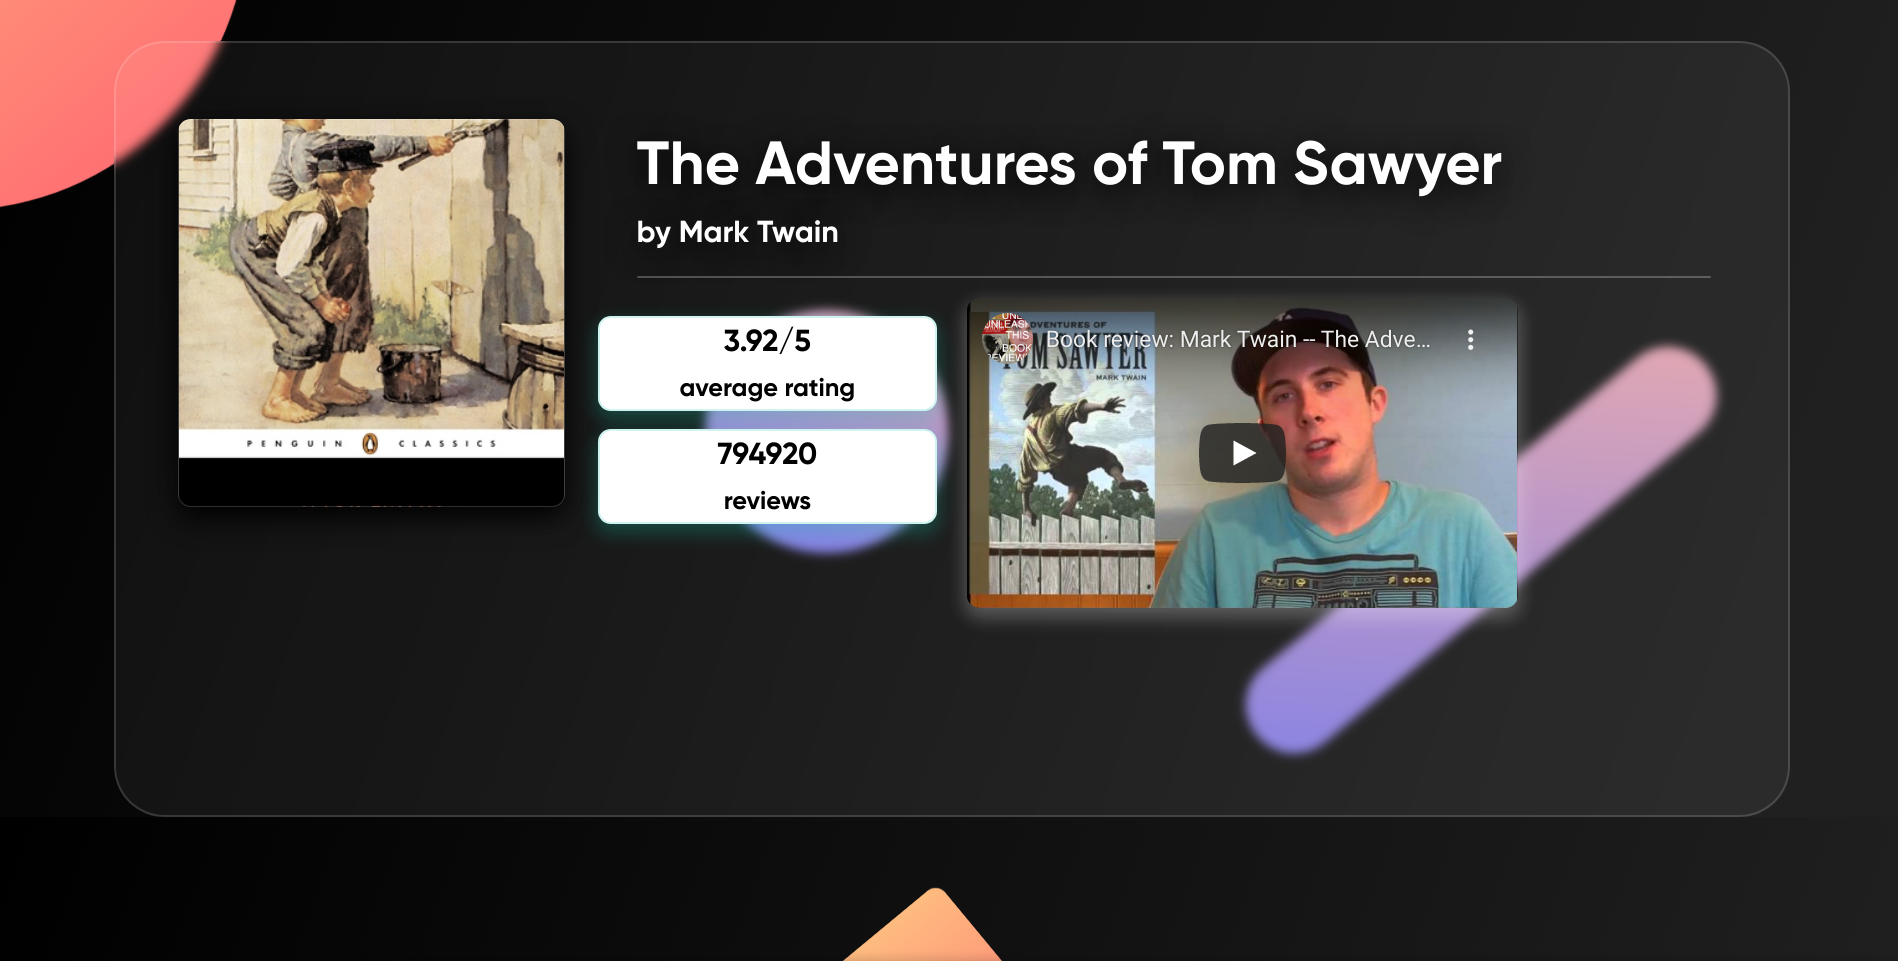 The Adventures of Tom Sawyer
by Mark Twain
PENGUIN CLASSICS
3.92/5
average rating
794920
reviews
UNLEASH
THIS
BOOK
REVIEW
Book review: Mark Twain -- The Adve...
ADVENTURES OF
TOM SAWYER
MARK TWAIN